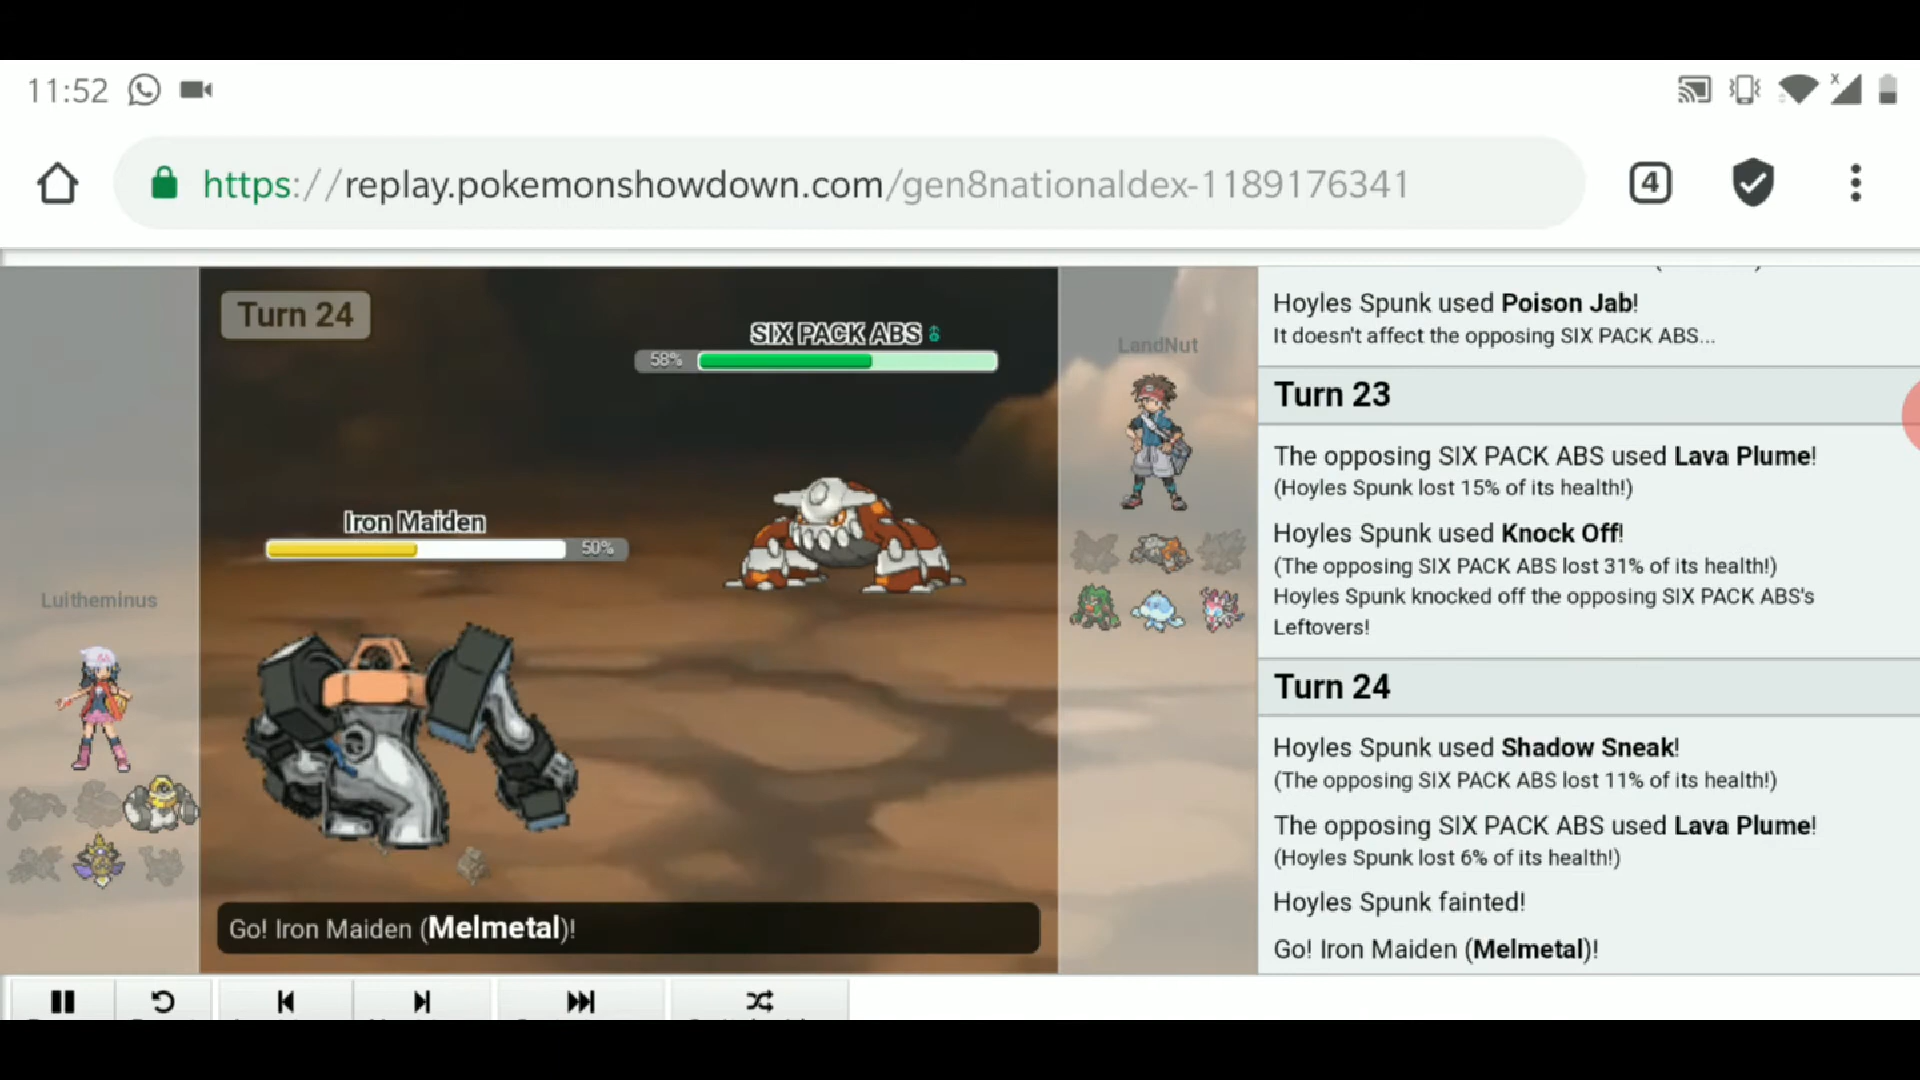 11:52
https://replay.pokemonshowdown.com/gen8nationaldex-1189176341
4
Turn 24
SIX PACK ABS
58%
Iron Maiden
50%
Luitheminus
LandNut
Go! Iron Maiden (Melmetal)!
Hoyles Spunk used Poison Jab!
It doesn't affect the opposing SIX PACK ABS...
Turn 23
The opposing SIX PACK ABS used Lava Plume!
(Hoyles Spunk lost 15% of its health!)
Hoyles Spunk used Knock Off!
(The opposing SIX PACK ABS lost 31% of its health!)
Hoyles Spunk knocked off the opposing SIX PACK ABS's
Leftovers!
Turn 24
Hoyles Spunk used Shadow Sneak!
(The opposing SIX PACK ABS lost 11% of its health!)
The opposing SIX PACK ABS used Lava Plume!
(Hoyles Spunk lost 6% of its health!)
Hoyles Spunk fainted!
Go! Iron Maiden (Melmetal)!